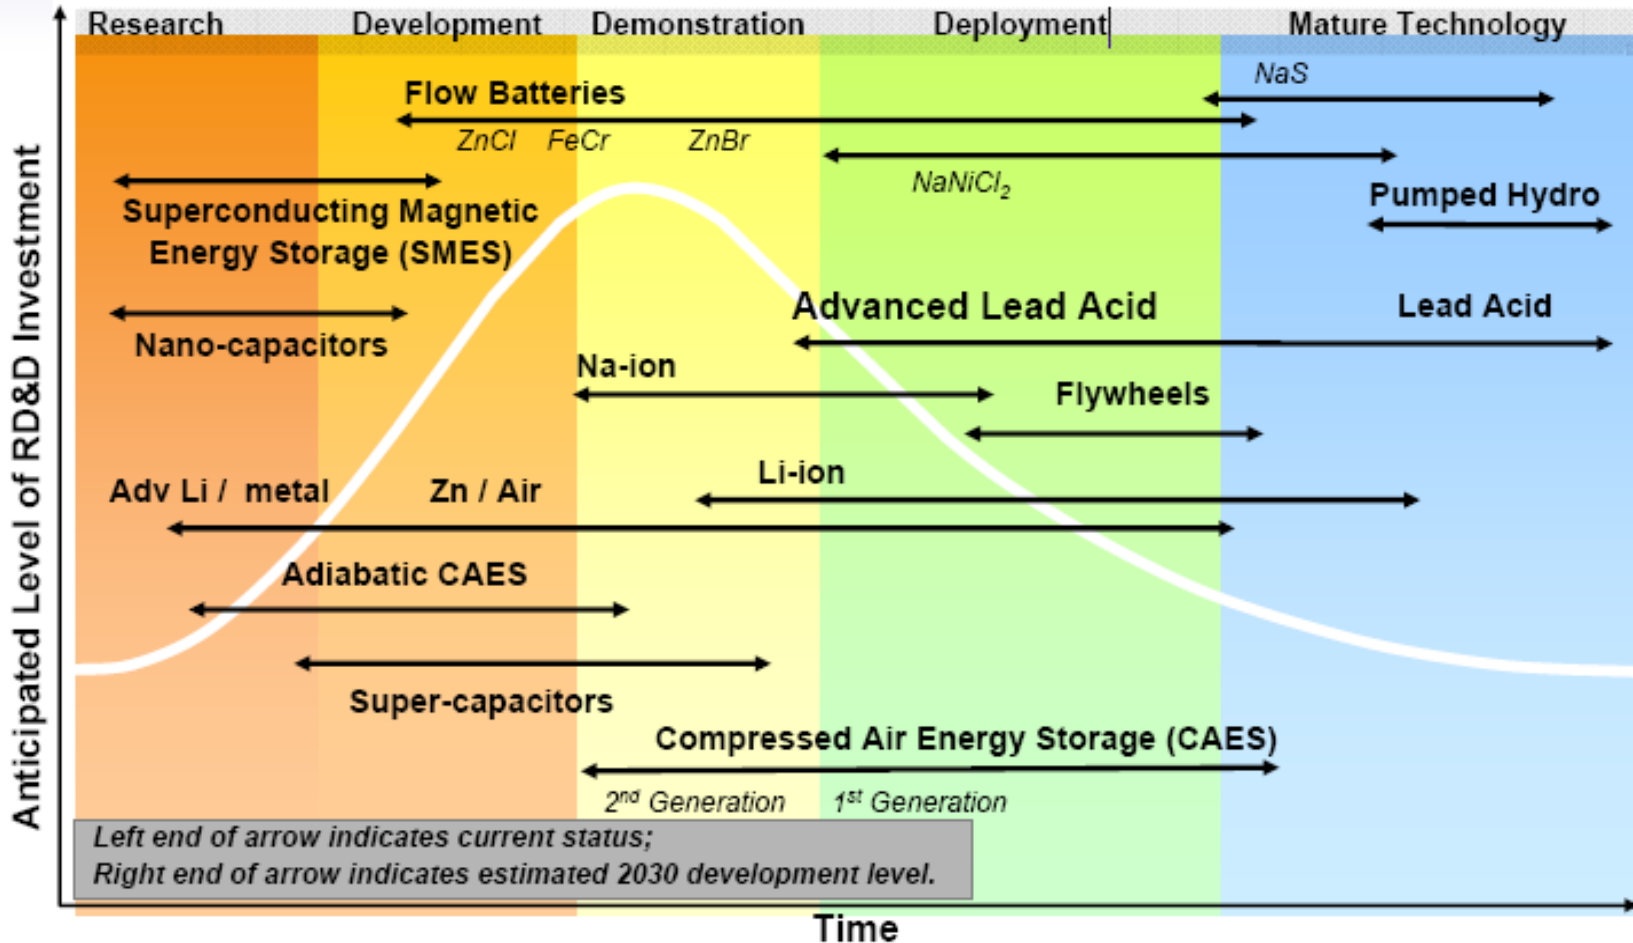 Research Development Demonstration Deployment Mature Technology
NaS
Flow Batteries
ZnCl FeCr ZnBr
NaNiCl₂
Pumped Hydro
Superconducting Magnetic
Energy Storage (SMES)
Advanced Lead Acid
Lead Acid
Nano-capacitors
Na-ion
Flywheels
Li-ion
Adv Li / metal
Zn / Air
Adiabatic CAES
Super-capacitors
Compressed Air Energy Storage (CAES)
2nd Generation 1st Generation
Left end of arrow indicates current status;
Right end of arrow indicates estimated 2030 development level.
Anticipated Level of RD&D Investment
Time